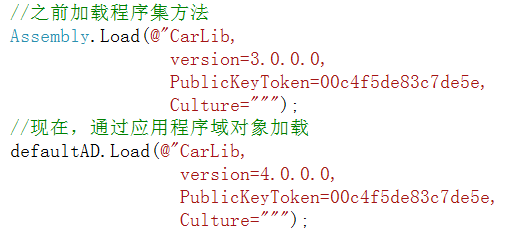 //之前加载程序集方法
Assembly.Load(@"CarLib,
version=3.0.0.0,
PublicKeyToken=00c4f5de83c7de5e,
Culture=""");
//现在，通过应用程序域对象加载
defaultAD.Load(@"CarLib,
version=4.0.0.0,
PublicKeyToken=00c4f5de83c7de5e,
Culture=""");